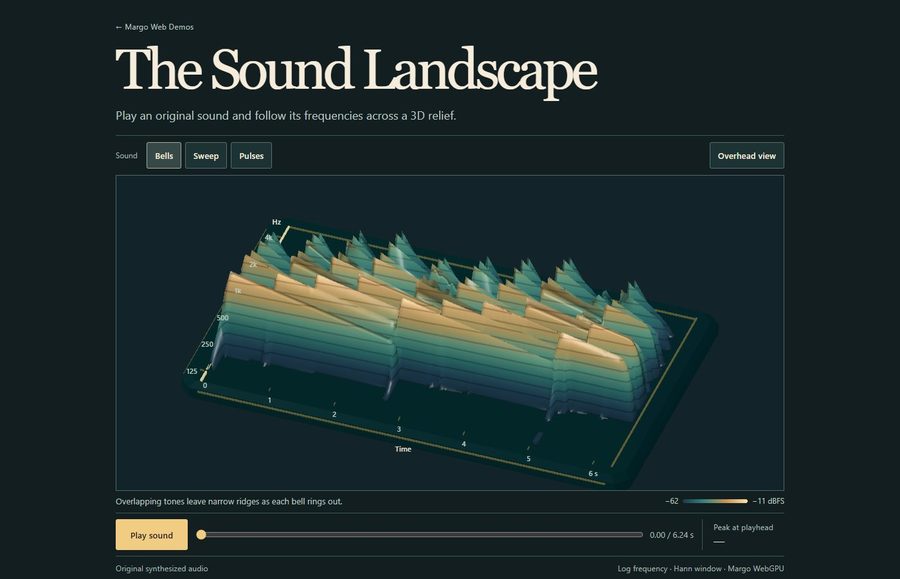 ← Margo Web Demos
The Sound Landscape
Play an original sound and follow its frequencies across a 3D relief.
Sound Bells Sweep Pulses Overhead view
Hz
4k
2k
1k
500
250
125
0
1
2
3
4
5
6 s
Time
Overlapping tones leave narrow ridges as each bell rings out. −62 −11 dBFS
Play sound 0.00 / 6.24 s Peak at playhead
—
Original synthesized audio Log frequency · Hann window · Margo WebGPU